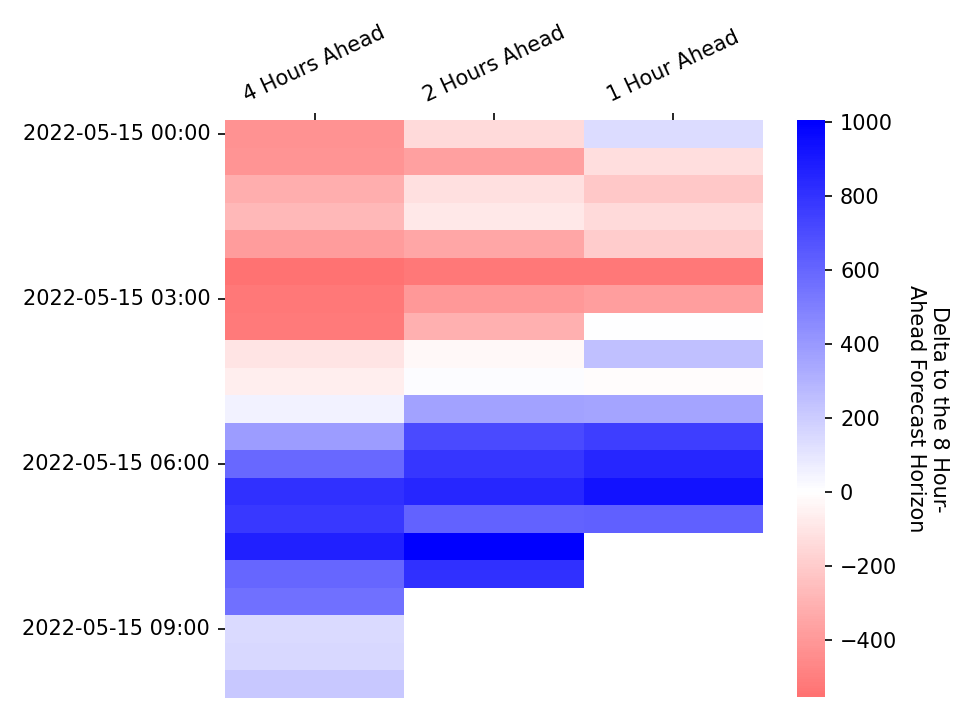 4 Hours Ahead
2 Hours Ahead
1 Hour Ahead
2022-05-15 00:00
2022-05-15 03:00
2022-05-15 06:00
2022-05-15 09:00
1000
800
600
400
200
0
−200
−400
Delta to the 8 Hour-
Ahead Forecast Horizon